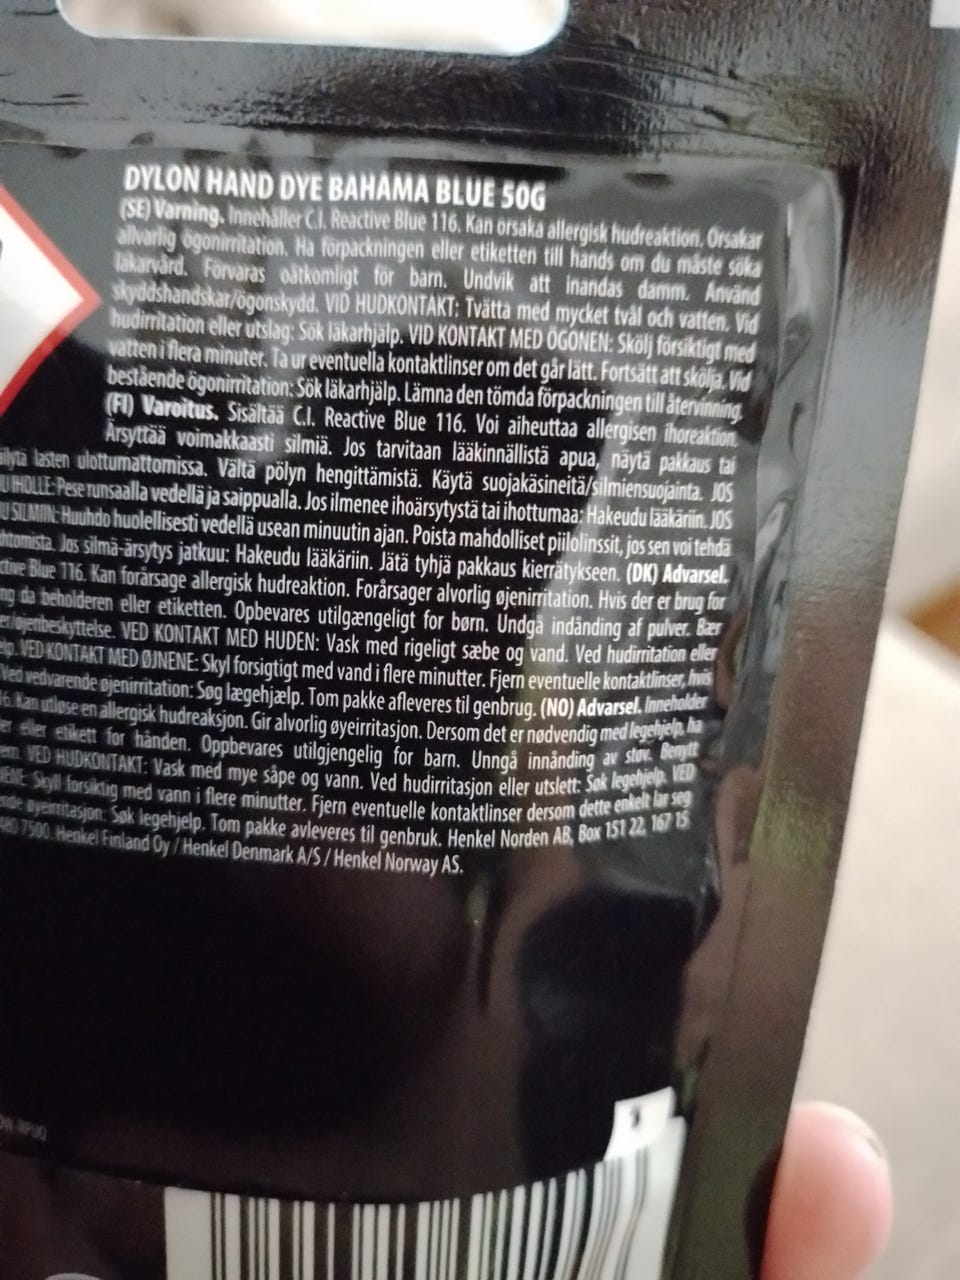 DYLON HAND DYE BAHAMA BLUE 50G
(SE) Varning. Innehåller C.I. Reactive Blue 116. Kan orsaka allergisk hudreaktion. Orsakar
allvarlig ögonirritation. Ha förpackningen eller etiketten till hands om du måste söka
läkarvård. Förvaras oåtkomligt för barn. Undvik att inandas damm. Använd
skyddshandskar/ögonskydd. VID HUDKONTAKT: Tvätta med mycket tvål och vatten. Vid
hudirritation eller utslag: Sök läkarhjälp. VID KONTAKT MED ÖGONEN: Skölj försiktigt med
vatten i flera minuter. Ta ur eventuella kontaktlinser om det går lätt. Fortsätt att skölja. Vid
bestående ögonirritation: Sök läkarhjälp. Lämna den tömda förpackningen till återvinning.
(FI) Varoitus. Sisältää C.I. Reactive Blue 116. Voi aiheuttaa allergisen ihoreaktion.
Ärsyttää voimakkaasti silmiä. Jos tarvitaan lääkinnällistä apua, näytä pakkaus tai
lasten ulottumattomissa. Vältä pölyn hengittämistä. Käytä suojakäsineitä/silmiensuojainta. JOS
IHOLLE: Pese runsaalla vedellä ja saippualla. Jos ilmenee ihoärsytystä tai ihottumaa: Hakeudu lääkäriin. JOS
SILMIIN: Huuhdo huolellisesti vedellä usean minuutin ajan. Poista mahdolliset piilolinssit, jos sen voi tehdä
Jos silmä-ärsytys jatkuu: Hakeudu lääkäriin. Jätä tyhjä pakkaus kierrätykseen. (DK) Advarsel.
Blue 116. Kan forårsage allergisk hudreaktion. Forårsager alvorlig øjenirritation. Hvis der er brug for
da beholderen eller etiketten. Opbevares utilgængeligt for børn. Undgå indånding af pulver. Bær
VED KONTAKT MED HUDEN: Vask med rigeligt sæbe og vand. Ved hudirritation eller
VED KONTAKT MED ØJNENE: Skyl forsigtigt med vand i flere minutter. Fjern eventuelle kontaktlinser, hvis
Ved vedvarende øjenirritation: Søg lægehjælp. Tom pakke afleveres til genbrug. (NO) Advarsel. Inneholder
Kan utløse en allergisk hudreaksjon. Gir alvorlig øyeirritasjon. Dersom det er nødvendig med legehjelp, ha
eller etikett for hånden. Oppbevares utilgjengelig for barn. Unngå innånding av støv. Benytt
VED HUDKONTAKT: Vask med mye såpe og vann. Ved hudirritasjon eller utslett: Søk legehjelp. VED
Skyll forsiktig med vann i flere minutter. Fjern eventuelle kontaktlinser dersom dette enkelt lar seg
øyeirritasjon: Søk legehjelp. Tom pakke avleveres til genbruk. Henkel Norden AB, Box 151 22, 167 15
7500. Henkel Finland Oy / Henkel Denmark A/S / Henkel Norway AS.